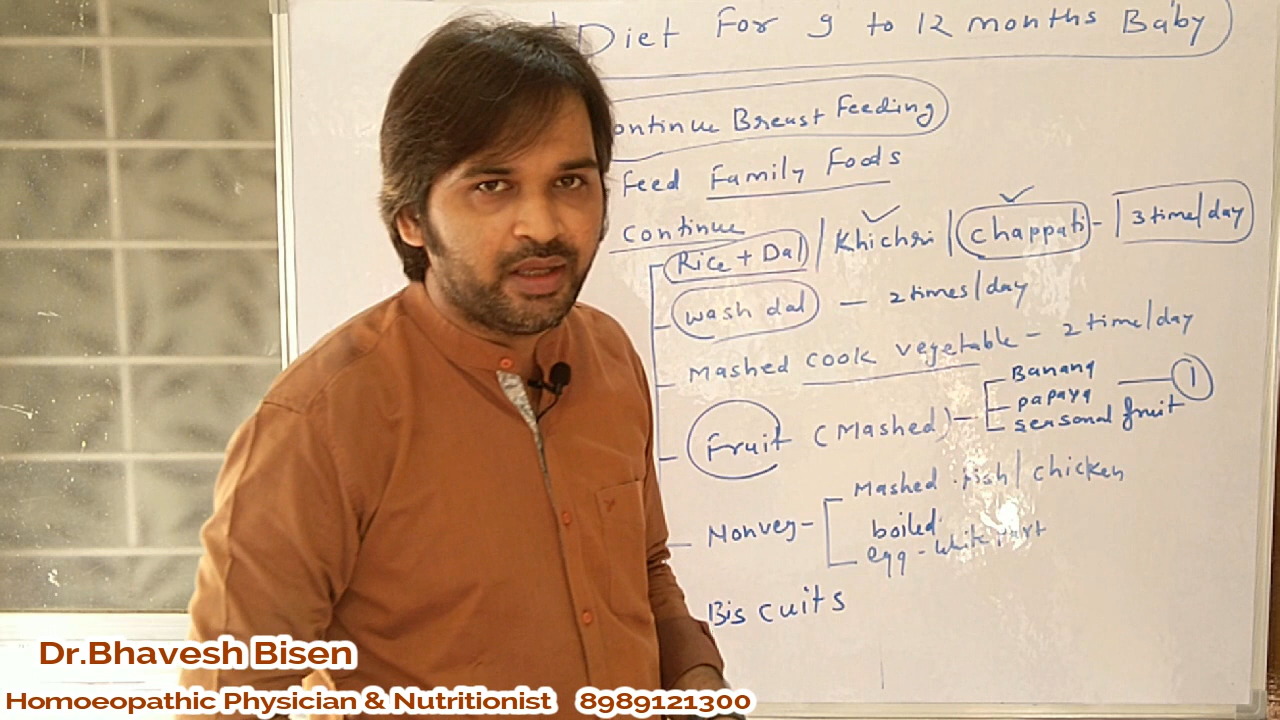 Diet For 9 to 12 months Baby
ontinue Breast Feeding
Feed Family Foods
Continue
Rice + Dal / Khichri / chappati - 3 time/day
wash dal - 2 times/day
Mashed cook vegetable - 2 time/day
Banana
Fruit (Mashed) - papaya 1
seasonal fruit
Mashed fish / chicken
Nonveg -
boiled
egg - white part
Biscuits
Dr.Bhavesh Bisen
Homoeopathic Physician & Nutritionist 8989121300